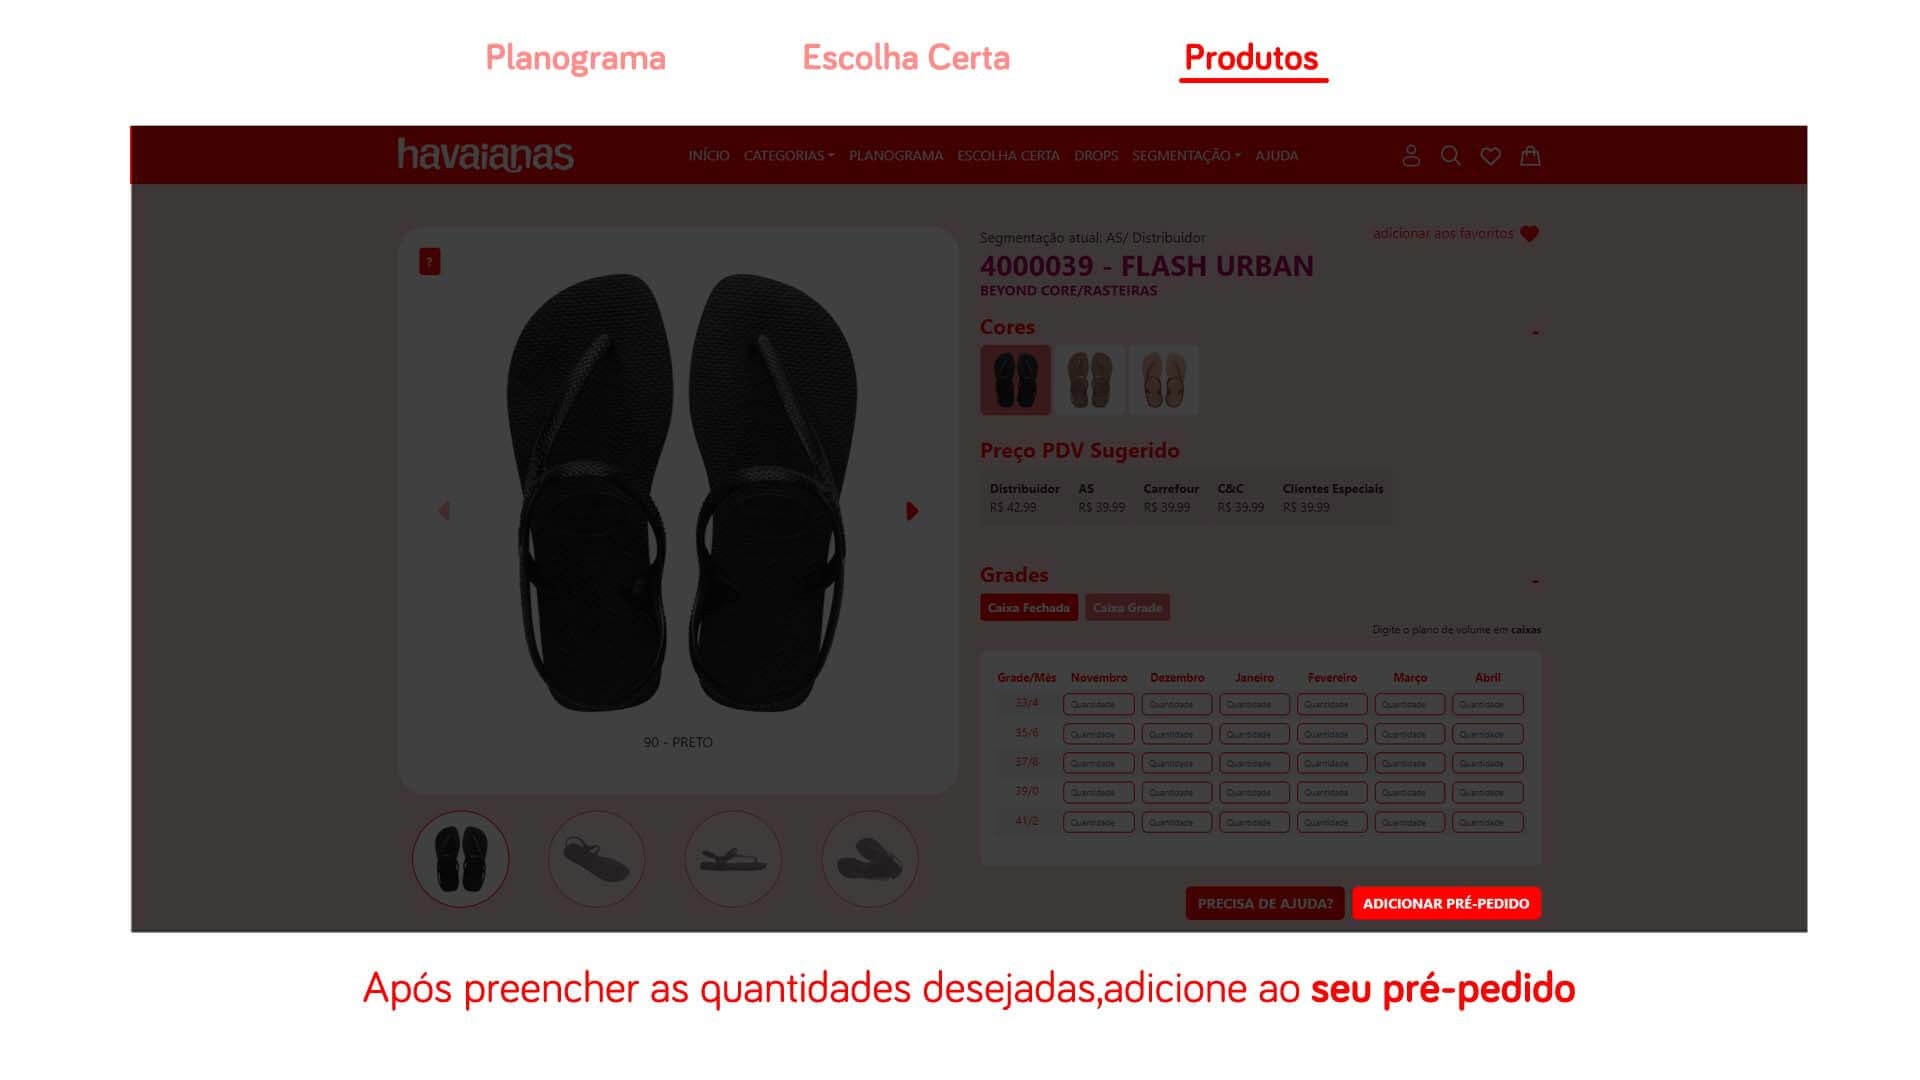 Planograma Escolha Certa Produtos
havaianas INÍCIO CATEGORIAS PLANOGRAMA ESCOLHA CERTA DROPS SEGMENTAÇÃO AJUDA
?
90 - PRETO
Segmentação atual: AS/ Distribuidor
adicionar aos favoritos
4000039 - FLASH URBAN
BEYOND CORE/RASTEIRAS
Cores -
Preço PDV Sugerido
Distribuidor AS Carrefour C&C Clientes Especiais
R$ 42.99 R$ 39.99 R$ 39.99 R$ 39.99 R$ 39.99
Grades -
Caixa Fechada Caixa Grade
Digite o plano de volume em caixas
Grade/Mês Novembro Dezembro Janeiro Fevereiro Março Abril
33/4 Quantidade Quantidade Quantidade Quantidade Quantidade Quantidade
35/6 Quantidade Quantidade Quantidade Quantidade Quantidade Quantidade
37/8 Quantidade Quantidade Quantidade Quantidade Quantidade Quantidade
39/0 Quantidade Quantidade Quantidade Quantidade Quantidade Quantidade
41/2 Quantidade Quantidade Quantidade Quantidade Quantidade Quantidade
PRECISA DE AJUDA? ADICIONAR PRÉ-PEDIDO
Após preencher as quantidades desejadas,adicione ao seu pré-pedido